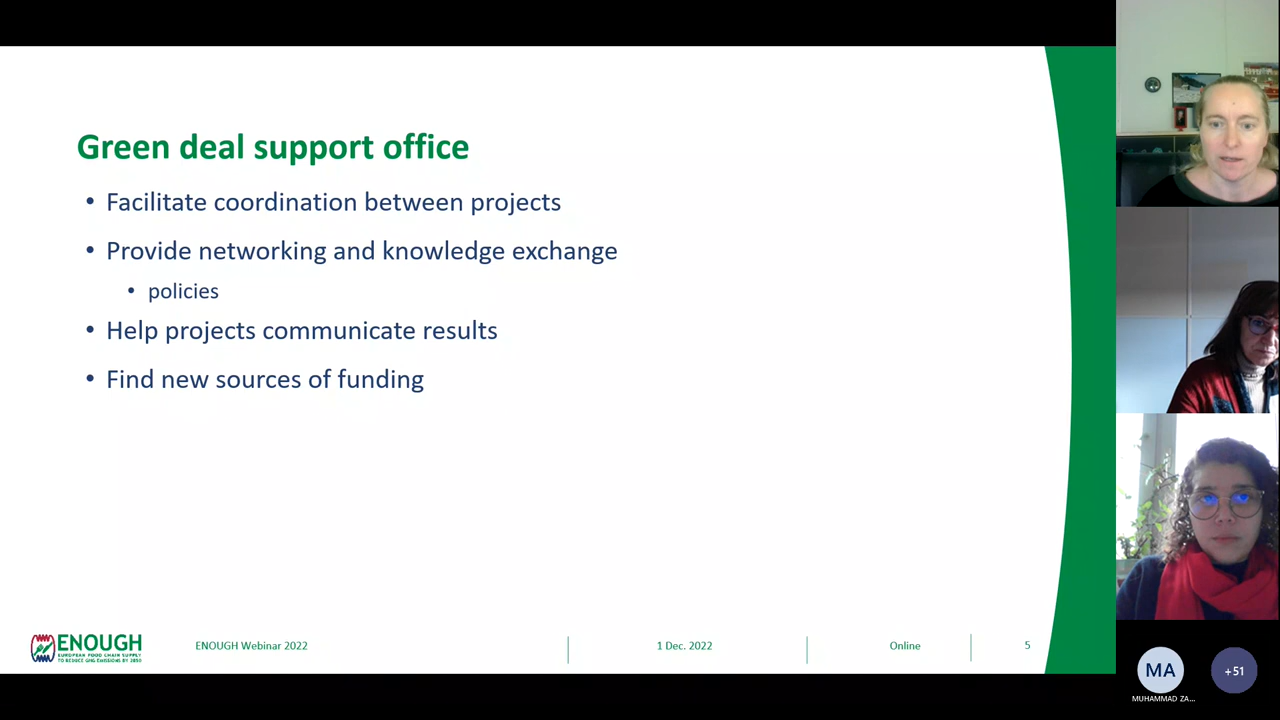 Green deal support office
• Facilitate coordination between projects
• Provide networking and knowledge exchange
• policies
• Help projects communicate results
• Find new sources of funding
ENOUGH
EUROPEAN FOOD CHAIN SUPPLY
TO REDUCE GHG EMISSIONS BY 2050
ENOUGH Webinar 2022
1 Dec. 2022
Online
5
MA
+51
MUHAMMAD ZA...